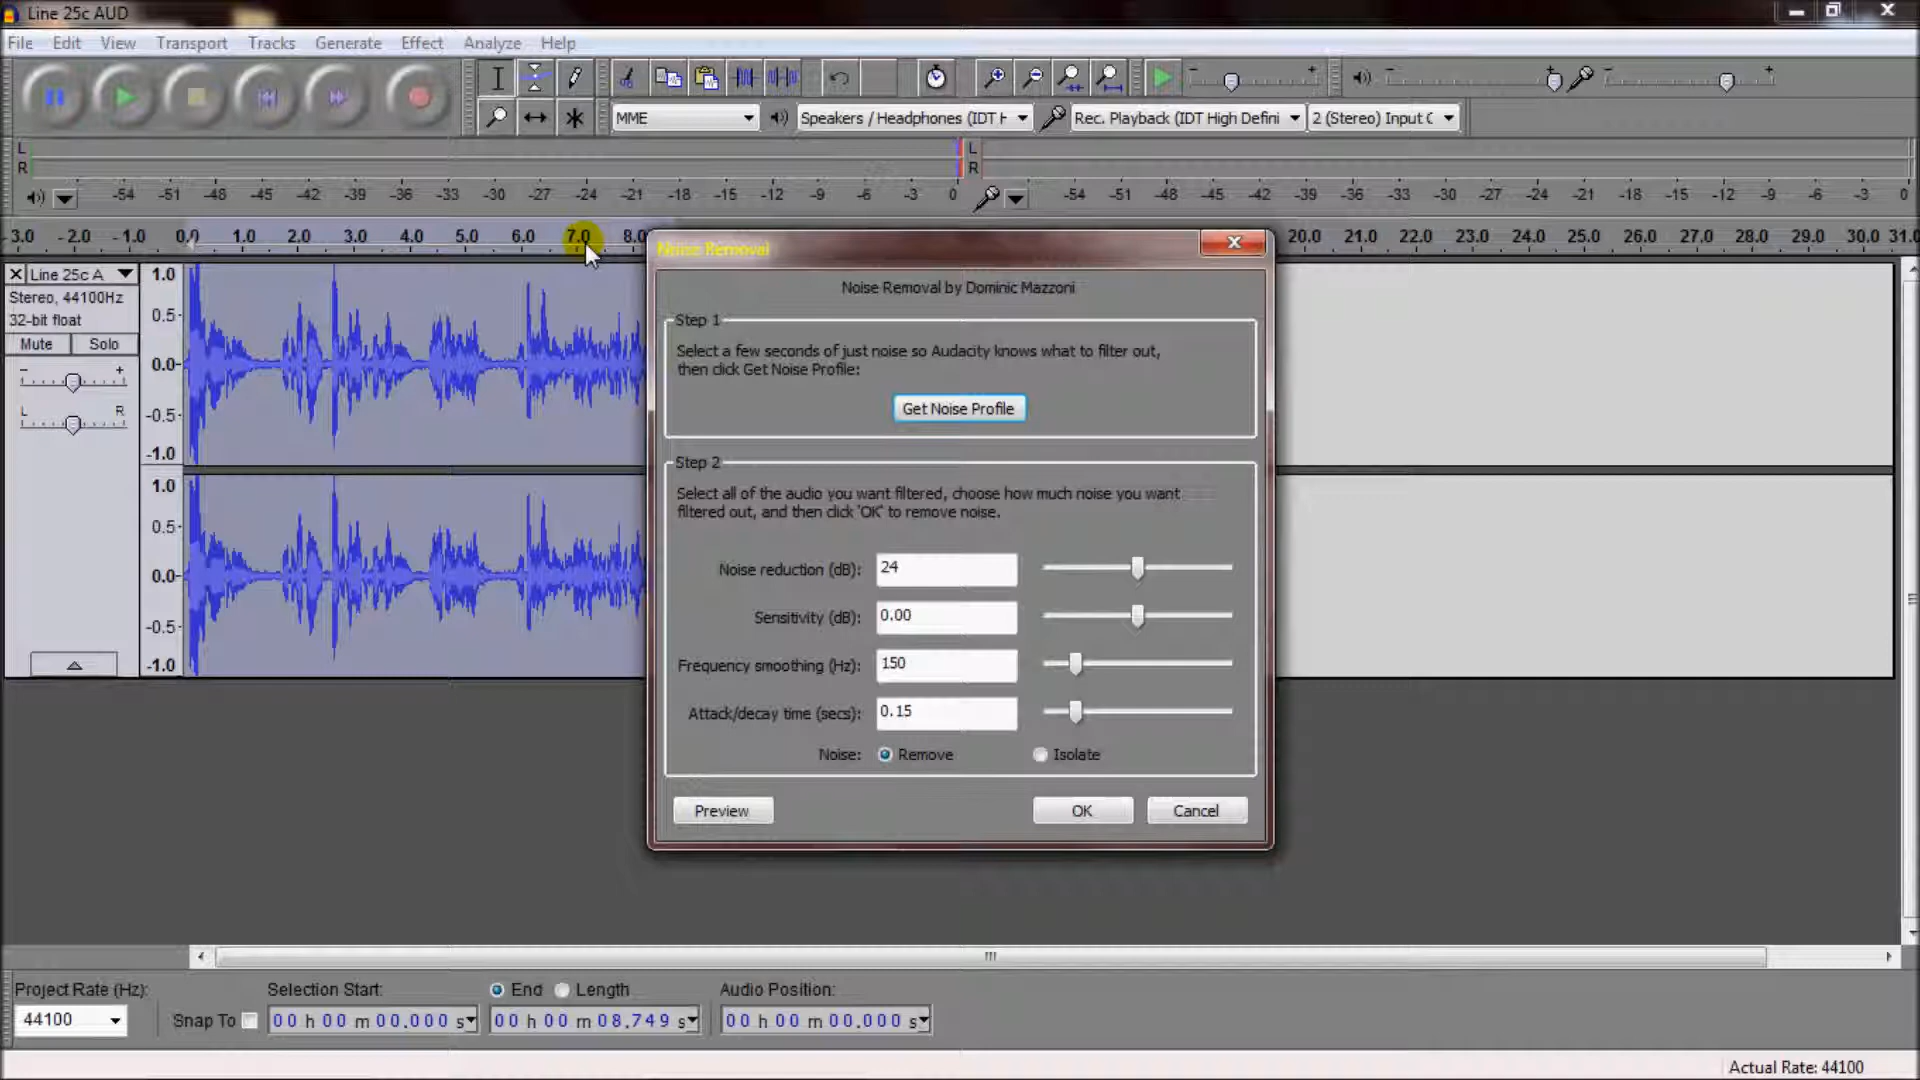 Line 25c AUD
File Edit View Transport Tracks Generate Effect Analyze Help
MME Speakers / Headphones (IDT H Rec. Playback (IDT High Defini 2 (Stereo) Input C
L L
R R
-54 -51 -48 -45 -42 -39 -36 -33 -30 -27 -24 -21 -18 -15 -12 -9 -6 -3 0 -54 -51 -48 -45 -42 -39 -36 -33 -30 -27 -24 -21 -18 -15 -12 -9 -6 -3 0
-3.0 -2.0 -1.0 0.0 1.0 2.0 3.0 4.0 5.0 6.0 7.0 8.0 20.0 21.0 22.0 23.0 24.0 25.0 26.0 27.0 28.0 29.0 30.0 31.0
Line 25c A
Stereo, 44100Hz
32-bit float
Mute Solo
- +
L R
1.0
0.5
0.0
-0.5
-1.0
1.0
0.5
0.0
-0.5
-1.0
Noise Removal
Noise Removal by Dominic Mazzoni
Step 1
Select a few seconds of just noise so Audacity knows what to filter out,
then click Get Noise Profile:
Get Noise Profile
Step 2
Select all of the audio you want filtered, choose how much noise you want
filtered out, and then click 'OK' to remove noise.
Noise reduction (dB): 24
Sensitivity (dB): 0.00
Frequency smoothing (Hz): 150
Attack/decay time (secs): 0.15
Noise: Remove Isolate
Preview OK Cancel
Project Rate (Hz): Selection Start: End Length Audio Position:
44100 Snap To 00 h 00 m 00.000 s 00 h 00 m 08.749 s 00 h 00 m 00.000 s
Actual Rate: 44100